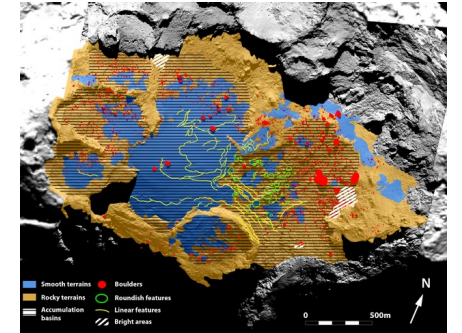 Smooth terrains
Boulders
Rocky terrains
Roundish features
Accumulation
basins
Linear features
Bright areas
N
0
500m